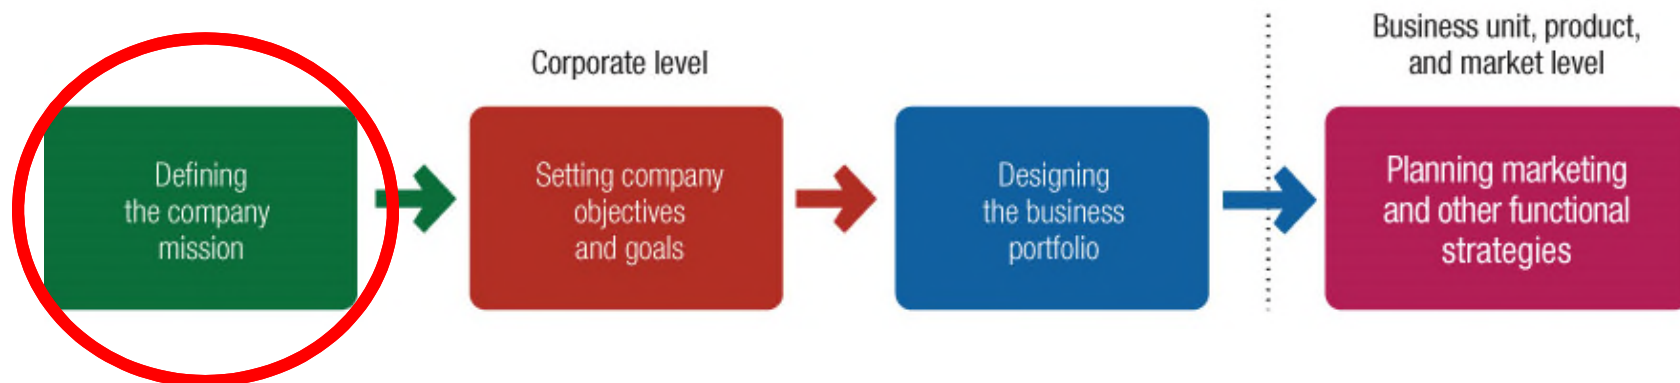 Corporate level
Business unit, product,
and market level
Defining
the company
mission
Setting company
objectives
and goals
Designing
the business
portfolio
Planning marketing
and other functional
strategies